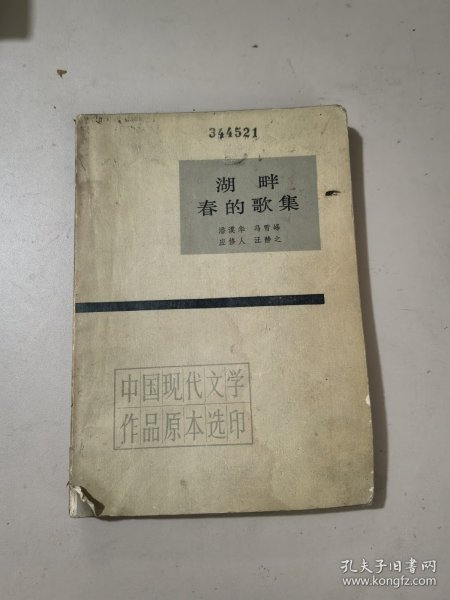 344521
湖畔
春的歌集
潘漠华 冯雪峰
应修人 汪静之
中国现代文学
作品原本选印
孔夫子旧书网
www.kongfz.com